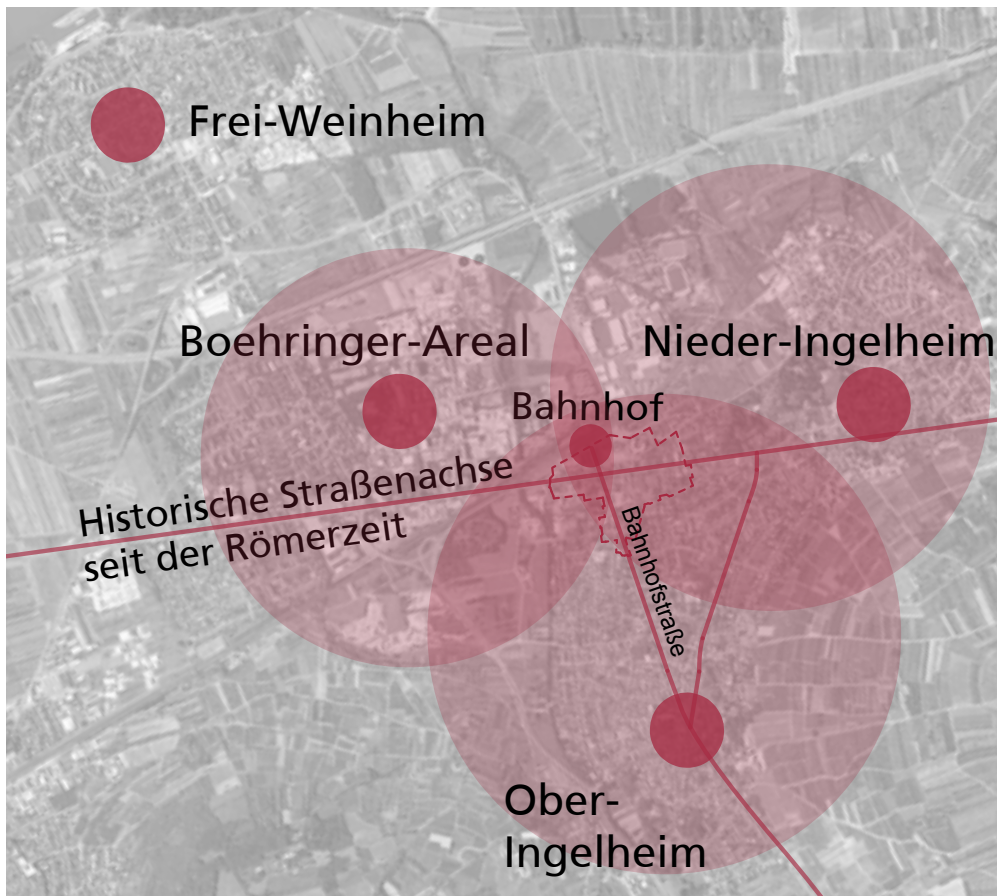 Frei-Weinheim
Boehringer-Areal
Nieder-Ingelheim
Bahnhof
Historische Straßenachse
seit der Römerzeit
Bahnhofstraße
Ober-
Ingelheim